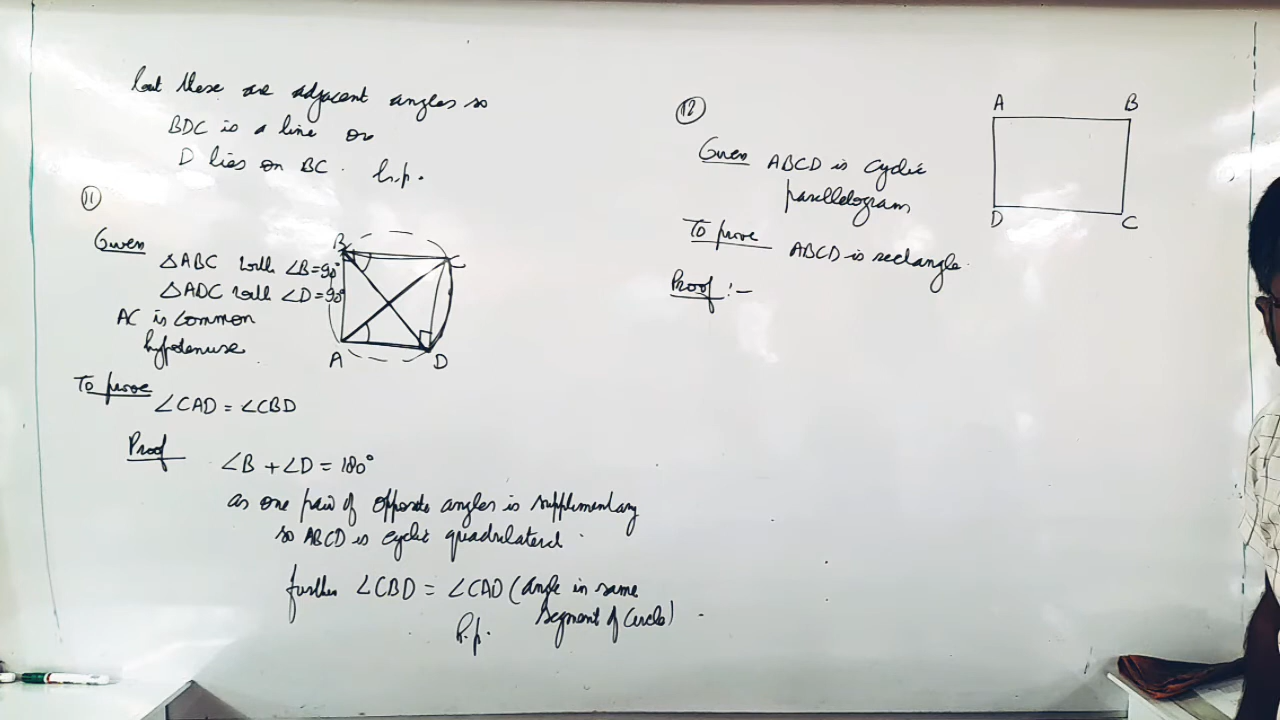 but these are adjacent angles so
BDC is a line or
D lies on BC. h.p.
11
Given
△ABC with ∠B=90°
△ADC with ∠D=90°
AC is common
hypotenuse.
B
C
A
D
To prove
∠CAD = ∠CBD
Proof
∠B + ∠D = 180°
as one pair of opposite angles is supplimentary
so ABCD is cyclic quadrilateral.
further ∠CBD = ∠CAD (angle in same
segment of circle)
h.p.
12
Given ABCD is cyclic
parellelogram
To prove ABCD is rectangle.
Proof :-
A
B
D
C